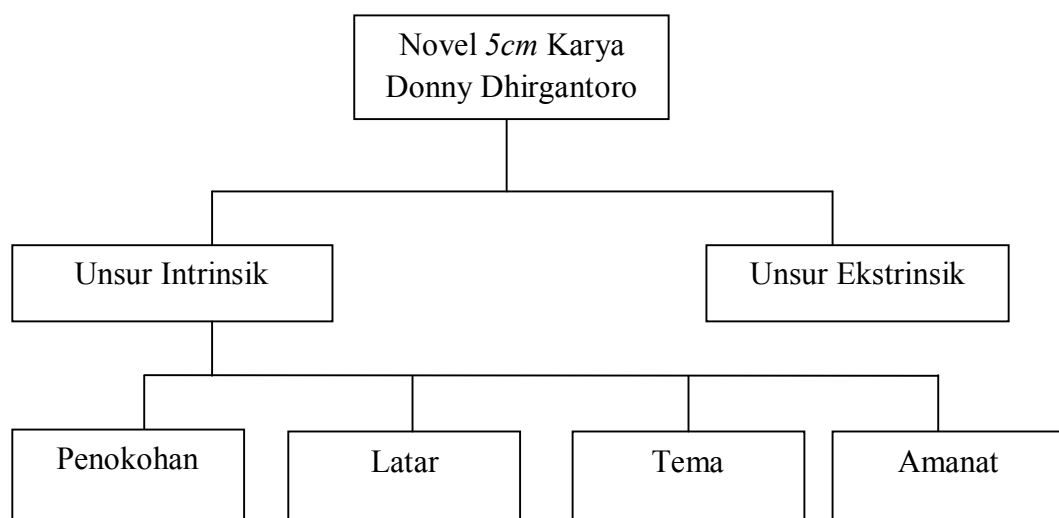 Novel 5cm Karya
Donny Dhirgantoro
Unsur Intrinsik
Unsur Ekstrinsik
Penokohan
Latar
Tema
Amanat